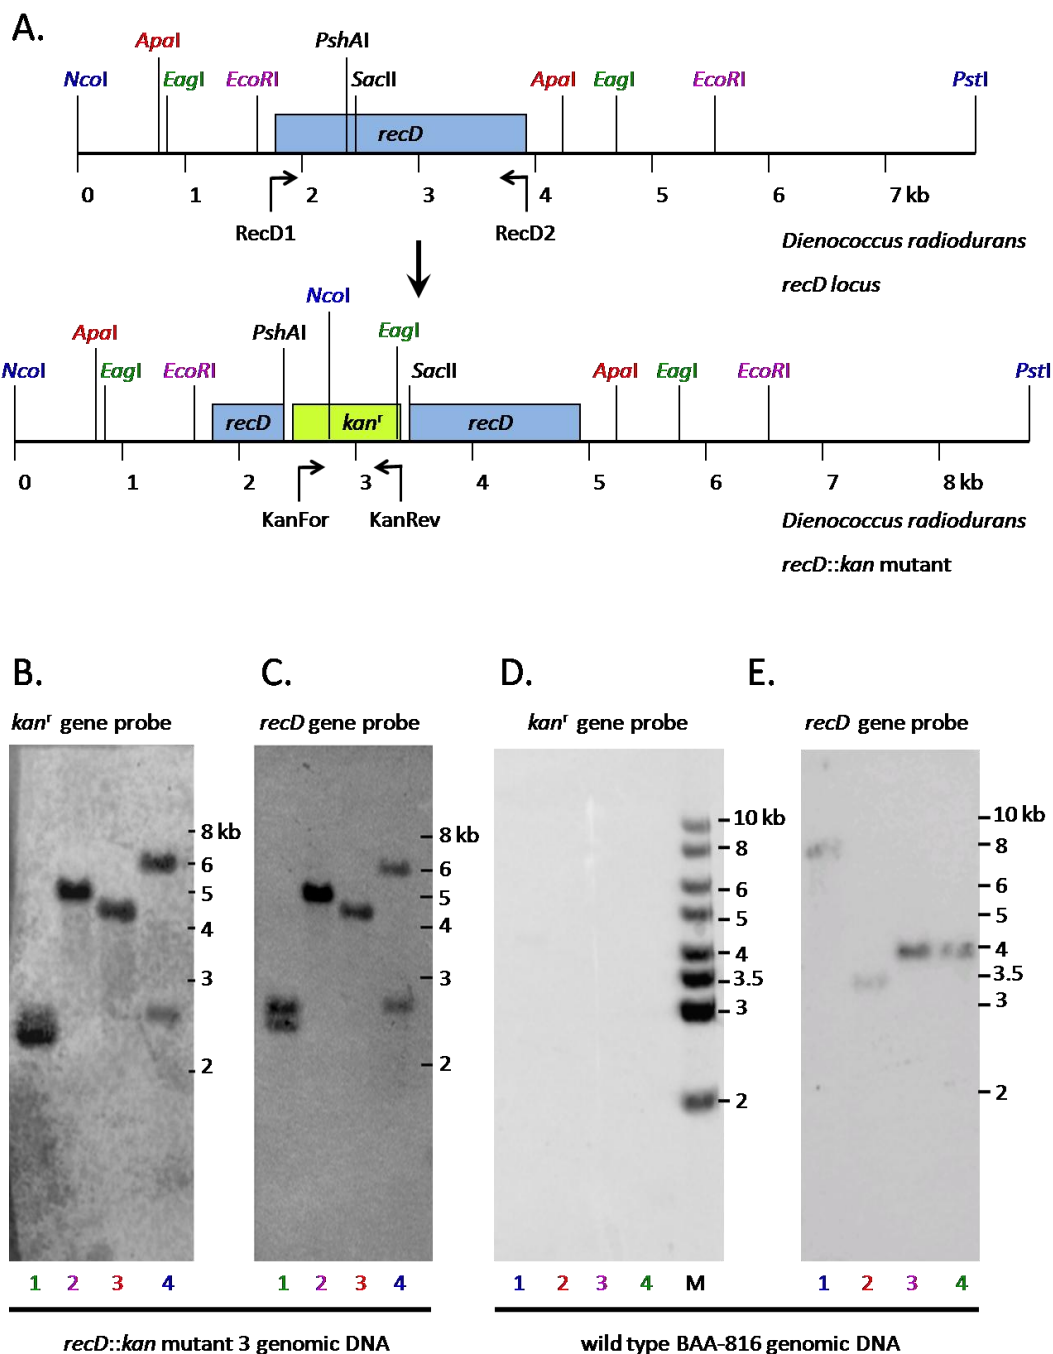 A.
ApaI PshAI
NcoI EagI EcoRI SacII ApaI EagI EcoRI PstI
recD
0 1 2 3 4 5 6 7 kb
RecD1 RecD2
Dienococcus radiodurans
recD locus
NcoI
ApaI PshAI EagI
NcoI EagI EcoRI SacII ApaI EagI EcoRI PstI
recD kanʳ recD
0 1 2 3 4 5 6 7 8 kb
KanFor KanRev
Dienococcus radiodurans
recD::kan mutant
B. C. D. E.
kanʳ gene probe recD gene probe kanʳ gene probe recD gene probe
8 kb
6
5
4
3
2
8 kb
6
5
4
3
2
10 kb
8
6
5
4
3.5
3
2
10 kb
8
6
5
4
3.5
3
2
1 2 3 4 1 2 3 4 1 2 3 4 M 1 2 3 4
recD::kan mutant 3 genomic DNA wild type BAA-816 genomic DNA